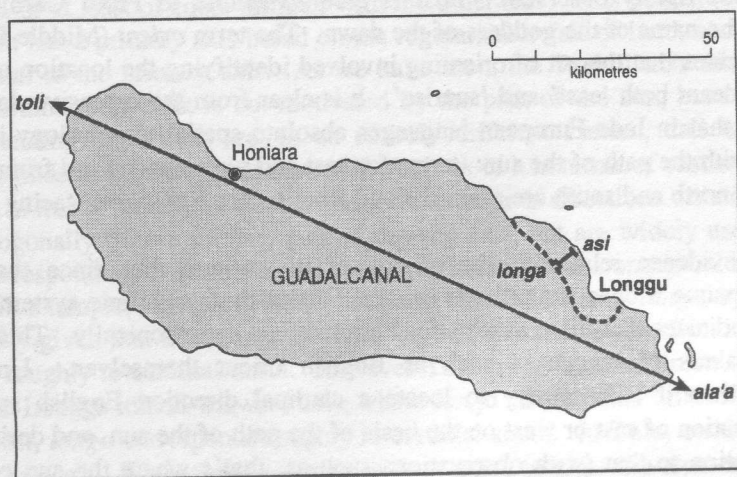 0 50
kilometres
toli
Honiara
asi
longa
Longgu
GUADALCANAL
ala'a